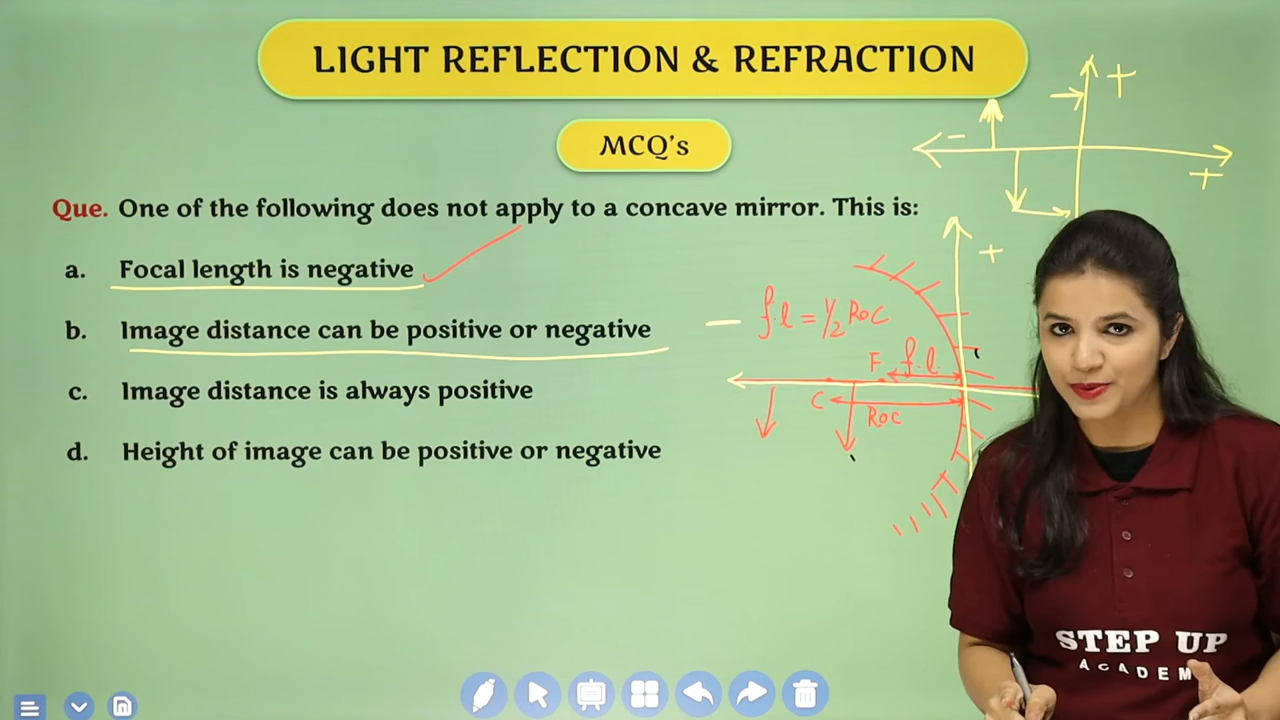 LIGHT REFLECTION & REFRACTION
MCQ's
Que. One of the following does not apply to a concave mirror. This is:
a. Focal length is negative
b. Image distance can be positive or negative
c. Image distance is always positive
d. Height of image can be positive or negative
+
-
+
+
f.l = 1/2 RoC
F f.l
C
RoC
STEP UP
ACADEM